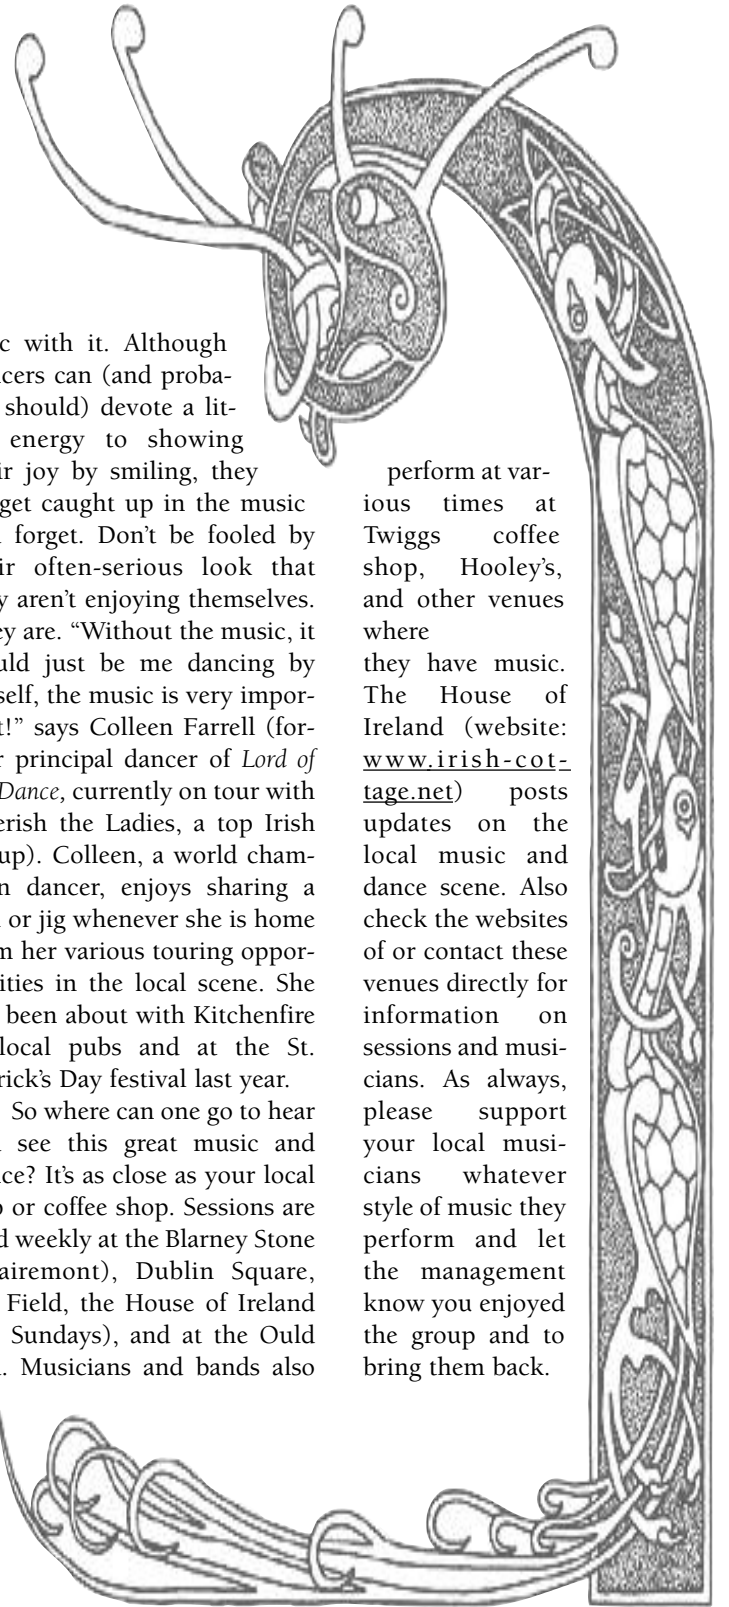 c with it. Although
cers can (and proba-
should) devote a lit-
energy to showing
ir joy by smiling, they
get caught up in the music
forget. Don’t be fooled by
ir often-serious look that
y aren’t enjoying themselves.
ey are. “Without the music, it
uld just be me dancing by
self, the music is very impor-
t!” says Colleen Farrell (for-
r principal dancer of Lord of
Dance, currently on tour with
erish the Ladies, a top Irish
up). Colleen, a world cham-
n dancer, enjoys sharing a
or jig whenever she is home
m her various touring oppor-
ities in the local scene. She
been about with Kitchenfire
local pubs and at the St.
rick’s Day festival last year.
So where can one go to hear
see this great music and
ce? It’s as close as your local
or coffee shop. Sessions are
d weekly at the Blarney Stone
airemont), Dublin Square,
Field, the House of Ireland
Sundays), and at the Ould
. Musicians and bands also
perform at var-
ious times at
Twiggs coffee
shop, Hooley’s,
and other venues
where
they have music.
The House of
Ireland (website:
www.irish-cot-
tage.net) posts
updates on the
local music and
dance scene. Also
check the websites
of or contact these
venues directly for
information on
sessions and musi-
cians. As always,
please support
your local musi-
cians whatever
style of music they
perform and let
the management
know you enjoyed
the group and to
bring them back.